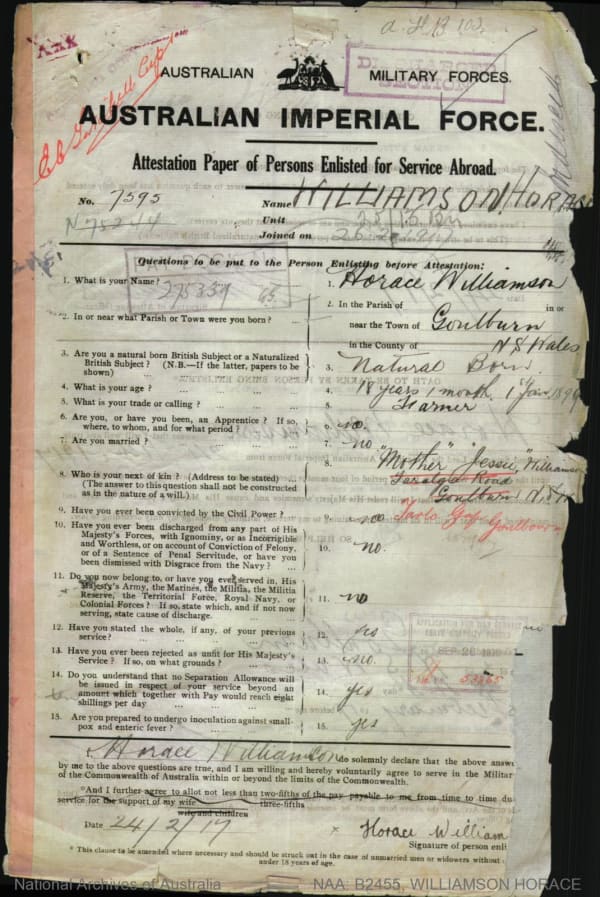 a.H.B 102.
DISCHARGED
AUSTRALIAN MILITARY FORCES.
AUSTRALIAN IMPERIAL FORCE.
Attestation Paper of Persons Enlisted for Service Abroad.
No. 7595 Name WILLIAMSON, HORACE
N75244 Unit 25/18 Bn
Joined on
Questions to be put to the Person Enlisting before Attestation:
1. What is your Name? 1. Horace Williamson
275357
2. In or near what Parish or Town were you born? 2. In the Parish of in or
near the Town of Goulburn
in the County of N S Wales
3. Are you a natural born British Subject or a Naturalized
British Subject? (N.B.—If the latter, papers to be
shown) 3. Natural Born
4. What is your age? 4. 18 years 1 month 1st Jan 1899
5. What is your trade or calling? 5. Farmer
6. Are you, or have you been, an Apprentice? If so,
where, to whom, and for what period? 6. no.
7. Are you married? 7. no
8. Who is your next of kin? (Address to be stated)
(The answer to this question shall not be construed
as in the nature of a will.) 8. "Mother" "Jessie" Williamson
Taralga Road
Goulburn N.S.W
9. Have you ever been convicted by the Civil Power? 9. no
Gap Goulburn
10. Have you ever been discharged from any part of His
Majesty's Forces, with Ignominy, or as Incorrigible
and Worthless, or on account of Conviction of Felony,
or of a Sentence of Penal Servitude, or have you
been dismissed with Disgrace from the Navy? 10. no.
11. Do you now belong to, or have you ever served in, His
Majesty's Army, the Marines, the Militia, the Militia
Reserve, the Territorial Force, Royal Navy, or
Colonial Forces? If so, state which, and if not now
serving, state cause of discharge. 11. no
12. Have you stated the whole, if any, of your previous
service? 12. yes
13. Have you ever been rejected as unfit for His Majesty's
Service? If so, on what grounds? 13. no.
14. Do you understand that no Separation Allowance will
be issued in respect of your service beyond an
amount which together with Pay would reach eight
shillings per day 14. yes
15. Are you prepared to undergo inoculation against small-
pox and enteric fever? 15. yes
I, Horace Williamson do solemnly declare that the above answ
by me to the above questions are true, and I am willing and hereby voluntarily agree to serve in the Militar
of the Commonwealth of Australia within or beyond the limits of the Commonwealth.
*And I further agree to allot not less than two-fifths of the pay payable to me from time to time du
three-fifths
service for the support of my wife
wife and children
Date 24/2/17 x Horace William
Signature of person enli
* This clause to be amended where necessary and should be struck out in the case of unmarried men or widowers without
under 18 years of age.
National Archives of Australia NAA: B2455, WILLIAMSON HORACE